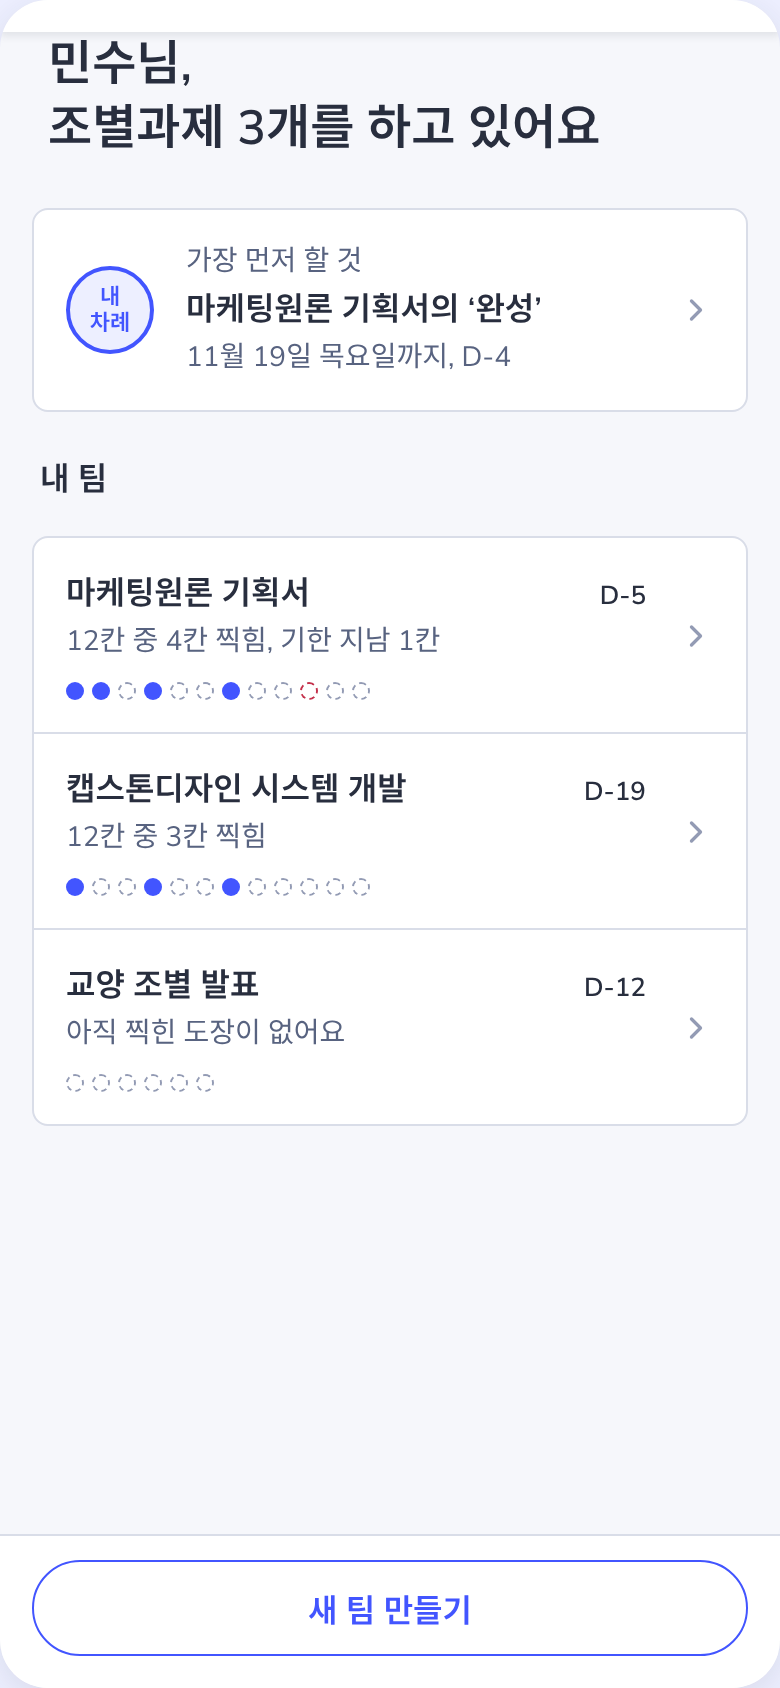 민수님,
조별과제 3개를 하고 있어요
내
차례
가장 먼저 할 것
마케팅원론 기획서의 ‘완성’
11월 19일 목요일까지, D-4
내 팀
마케팅원론 기획서
D-5
12칸 중 4칸 찍힘, 기한 지남 1칸
캡스톤디자인 시스템 개발
D-19
12칸 중 3칸 찍힘
교양 조별 발표
D-12
아직 찍힌 도장이 없어요
새 팀 만들기